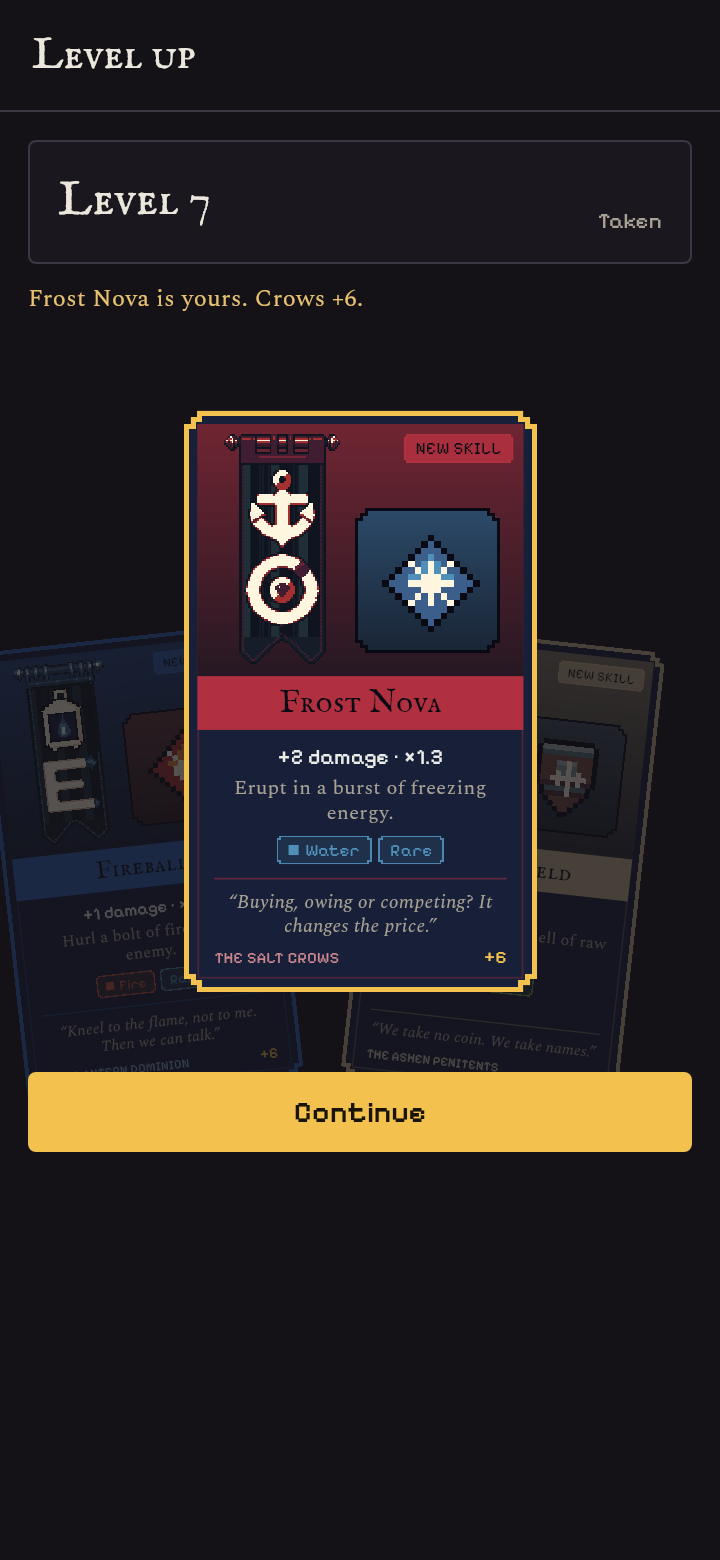 Level up
Level 7
Taken
Frost Nova is yours. Crows +6.
NEW SKILL
Frost Nova
+2 damage · ×1.3
Erupt in a burst of freezing
energy.
Water
Rare
“Buying, owing or competing? It
changes the price.”
THE SALT CROWS
+6
E
+1 damage ·
Hurl a bolt of
enemy.
Fire
“Kneel to the flame, not to me.
Then we can talk.”
DOMINION
+6
NEW SKILL
of raw
“We take no coin. We take names.”
THE ASHEN PENITENTS
Continue